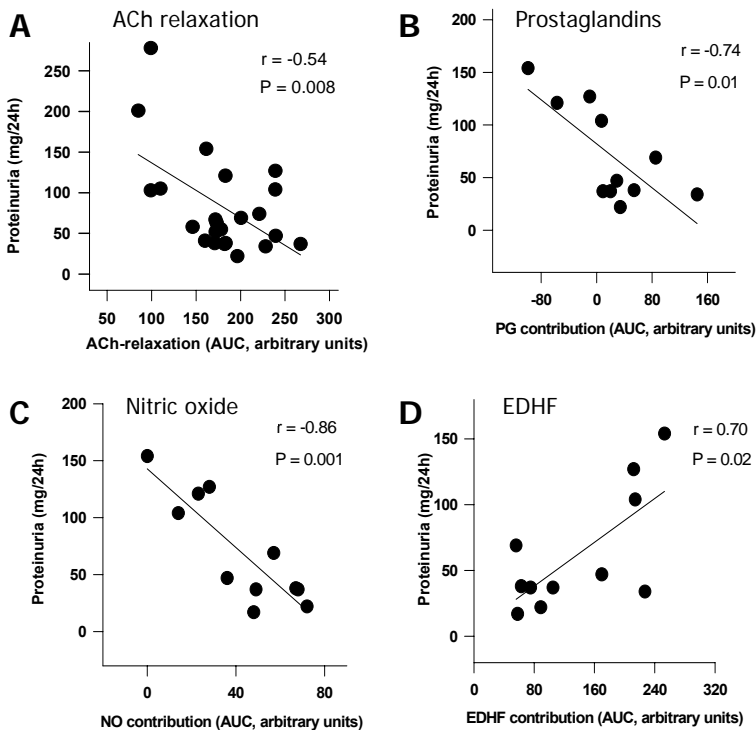 A
ACh relaxation
r = -0.54
P = 0.008
Proteinuria (mg/24h)
250
200
150
100
50
0
50 100 150 200 250 300
ACh-relaxation (AUC, arbitrary units)
B
Prostaglandins
r = -0.74
P = 0.01
Proteinuria (mg/24h)
200
150
100
50
0
-80 0 80 160
PG contribution (AUC, arbitrary units)
C
Nitric oxide
r = -0.86
P = 0.001
Proteinuria (mg/24h)
200
150
100
50
0
0 40 80
NO contribution (AUC, arbitrary units)
D
EDHF
r = 0.70
P = 0.02
Proteinuria (mg/24h)
150
100
50
0
0 80 160 240 320
EDHF contribution (AUC, arbitrary units)